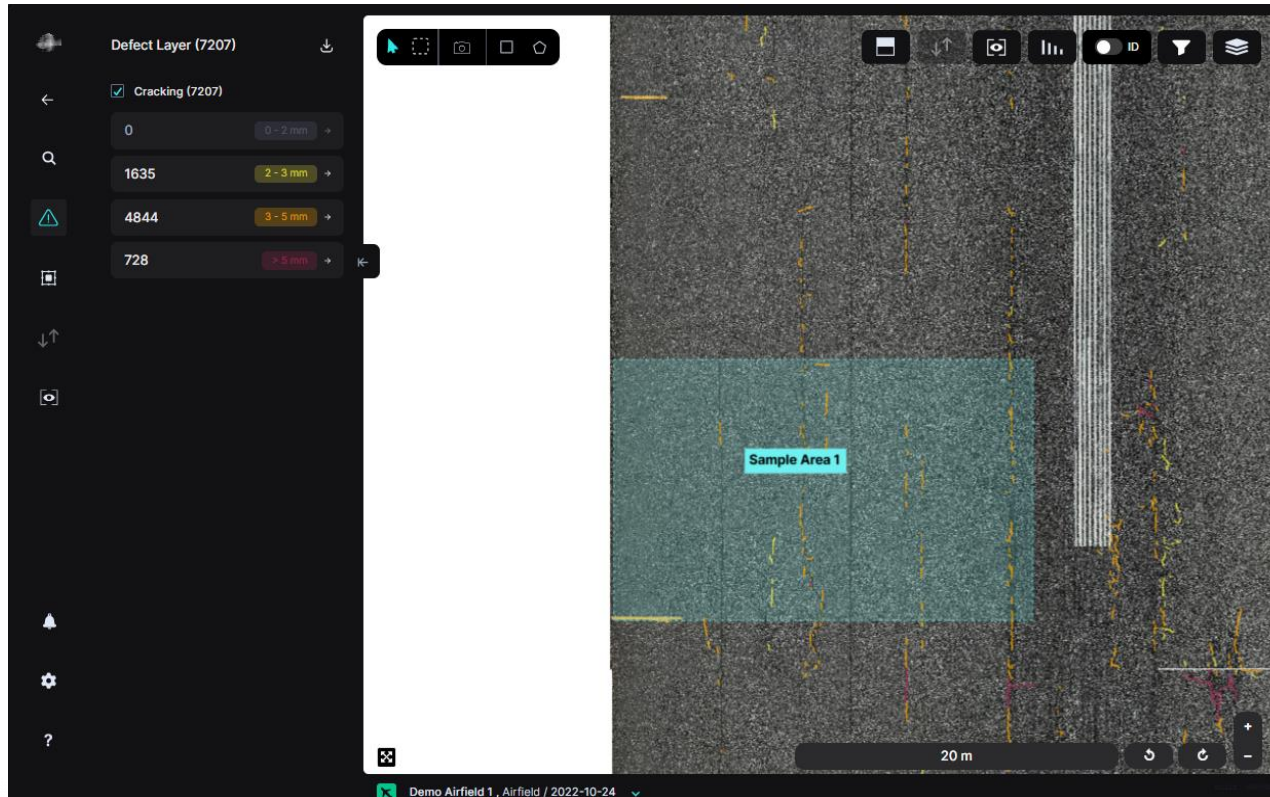 Defect Layer (7207)
Cracking (7207)
0 0 - 2 mm
1635 2 - 3 mm
4844 3 - 5 mm
728 > 5 mm
ID
Sample Area 1
20 m
+
−
?
Demo Airfield 1 , Airfield / 2022-10-24